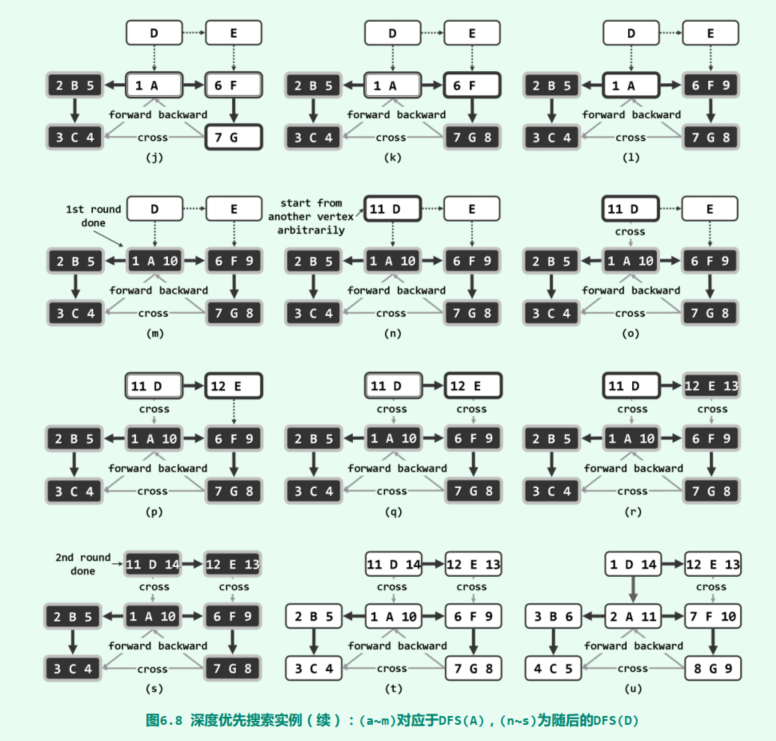 D E D E D E
2 B 5 1 A 6 F 2 B 5 1 A 6 F 2 B 5 1 A 6 F 9
forward backward forward backward forward backward
3 C 4 cross 7 G 3 C 4 cross 7 G 8 3 C 4 cross 7 G 8
(j) (k) (l)
1st round
done
D E
start from
another vertex
arbitrarily
11 D E 11 D E
cross
2 B 5 1 A 10 6 F 9 2 B 5 1 A 10 6 F 9 2 B 5 1 A 10 6 F 9
forward backward forward backward forward backward
3 C 4 cross 7 G 8 3 C 4 cross 7 G 8 3 C 4 cross 7 G 8
(m) (n) (o)
11 D 12 E 11 D 12 E 11 D 12 E 13
cross cross cross cross cross
2 B 5 1 A 10 6 F 9 2 B 5 1 A 10 6 F 9 2 B 5 1 A 10 6 F 9
forward backward forward backward forward backward
3 C 4 cross 7 G 8 3 C 4 cross 7 G 8 3 C 4 cross 7 G 8
(p) (q) (r)
2nd round
done
11 D 14 12 E 13 11 D 14 12 E 13 1 D 14 12 E 13
cross cross cross cross cross
2 B 5 1 A 10 6 F 9 2 B 5 1 A 10 6 F 9 3 B 6 2 A 11 7 F 10
forward backward forward backward forward backward
3 C 4 cross 7 G 8 3 C 4 cross 7 G 8 4 C 5 cross 8 G 9
(s) (t) (u)
图6.8 深度优先搜索实例(续):(a~m)对应于DFS(A),(n~s)为随后的DFS(D)